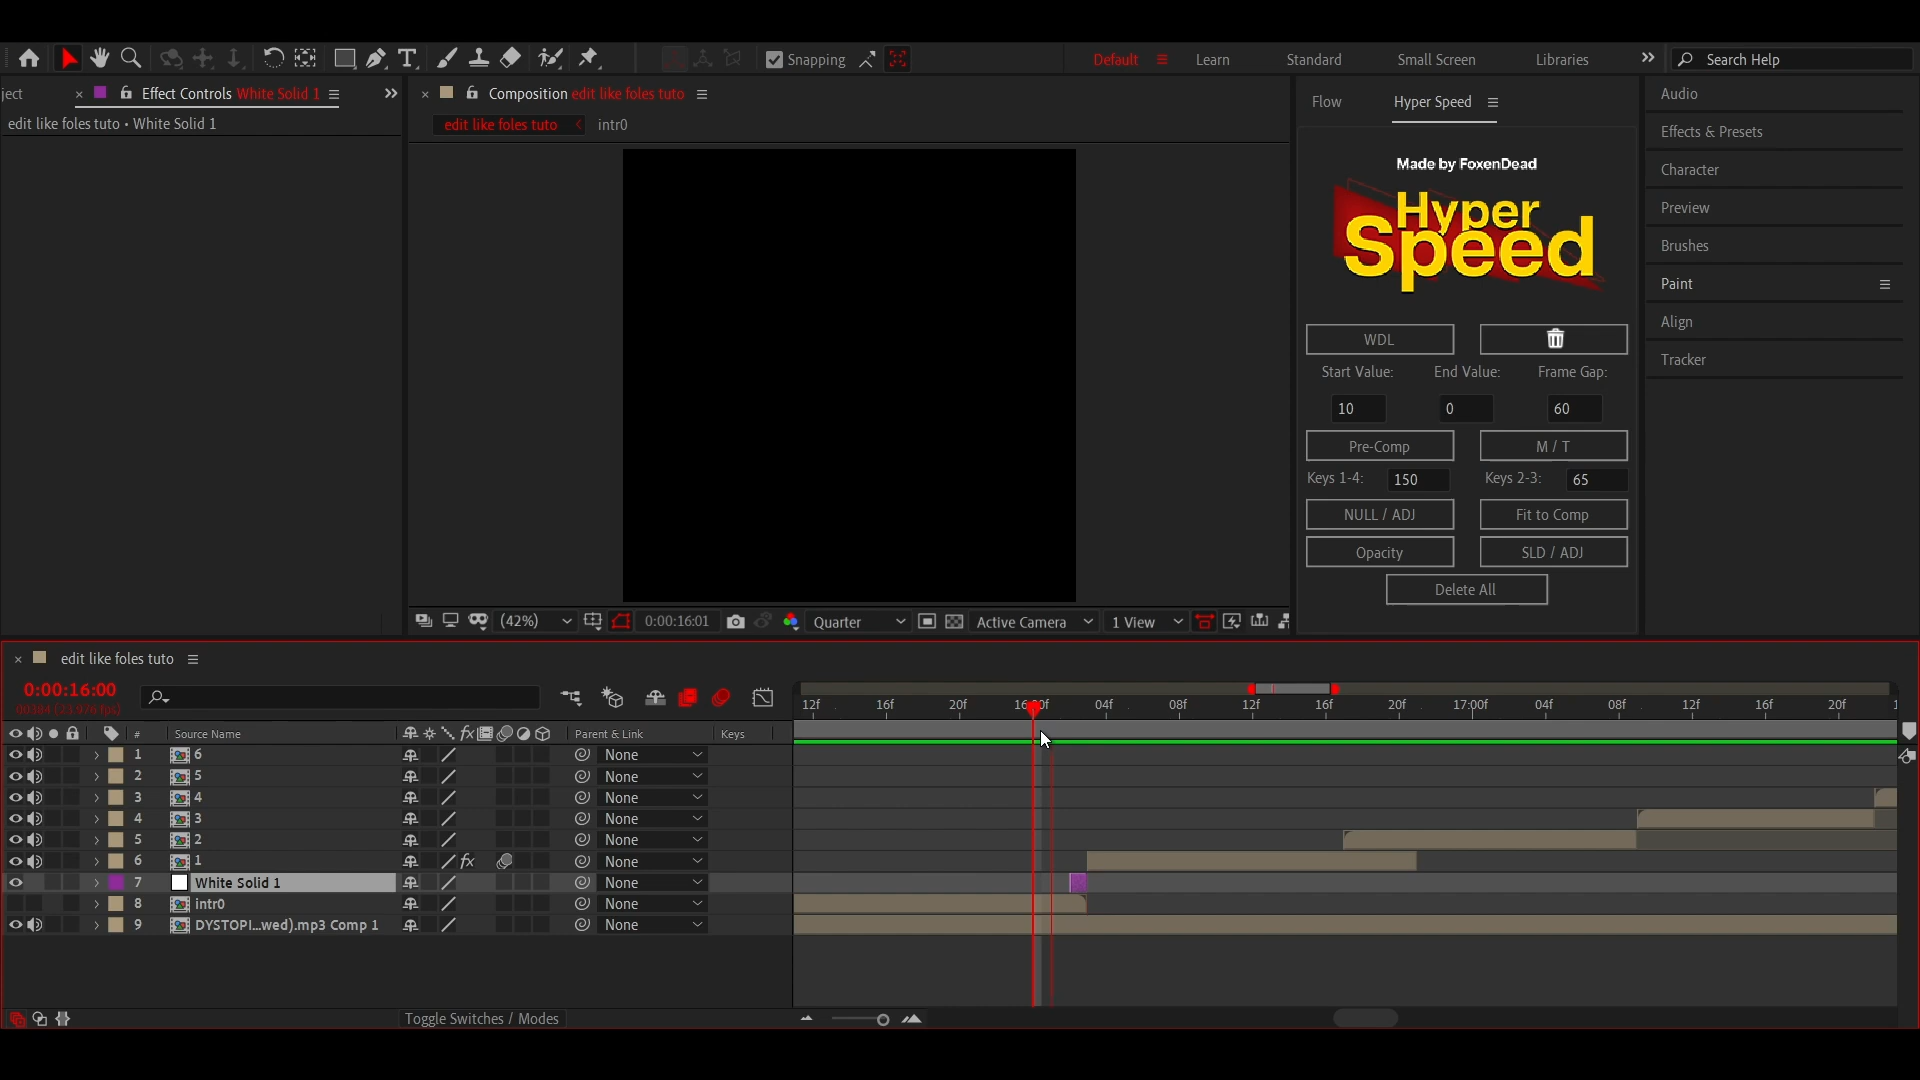 Snapping
Default
Learn
Standard
Small Screen
Libraries
Search Help
ject
Effect Controls White Solid 1
edit like foles tuto • White Solid 1
Composition edit like foles tuto
edit like foles tuto
intr0
Flow
Hyper Speed
Made by FoxenDead
Hyper
Speed
WDL
Start Value:
End Value:
Frame Gap:
10
0
60
Pre-Comp
M / T
Keys 1-4:
150
Keys 2-3:
65
NULL / ADJ
Fit to Comp
Opacity
SLD / ADJ
Delete All
Audio
Effects & Presets
Character
Preview
Brushes
Paint
Align
Tracker
(42%)
0:00:16:01
Quarter
Active Camera
1 View
edit like foles tuto
0:00:16:00
00384 (23.976 fps)
12f
16f
20f
04f
08f
12f
16f
20f
17:00f
04f
08f
12f
16f
20f
#
Source Name
Parent & Link
Keys
1
6
None
2
5
None
3
4
None
4
3
None
5
2
None
6
1
None
7
White Solid 1
None
8
intr0
None
9
DYSTOPI...wed).mp3 Comp 1
None
Toggle Switches / Modes